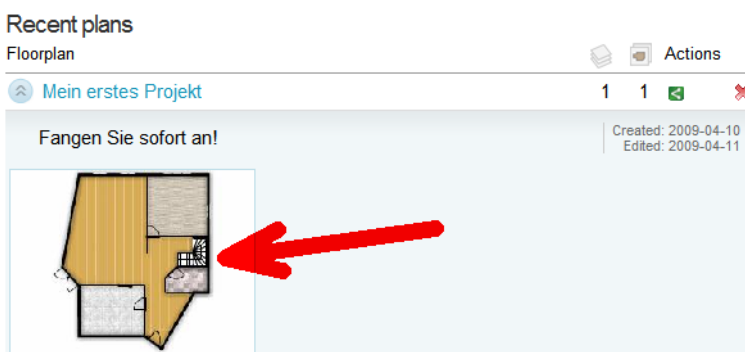 Recent plans
Floorplan Actions
Mein erstes Projekt 1 1
Fangen Sie sofort an!
Created: 2009-04-10
Edited: 2009-04-11